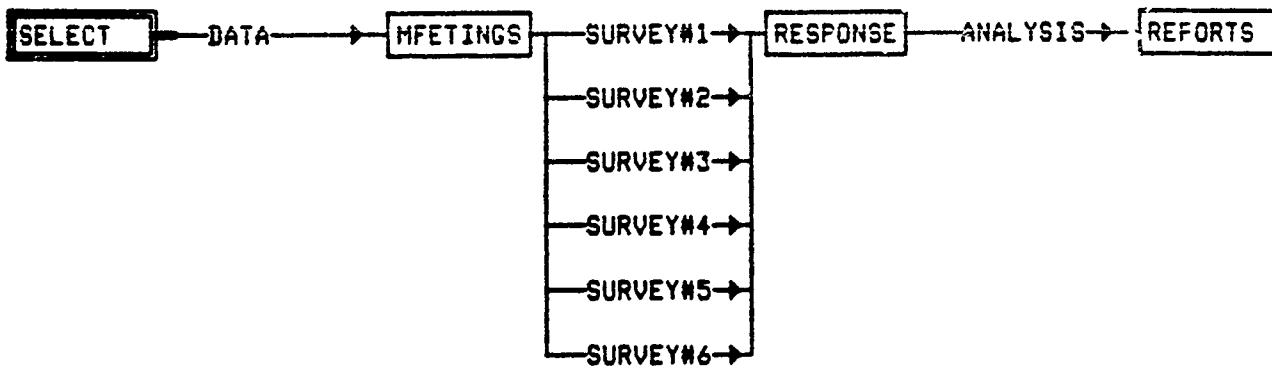 SELECT DATA MFETINGS SURVEY#1 RESPONSE ANALYSIS REFORTS
SURVEY#2
SURVEY#3
SURVEY#4
SURVEY#5
SURVEY#6